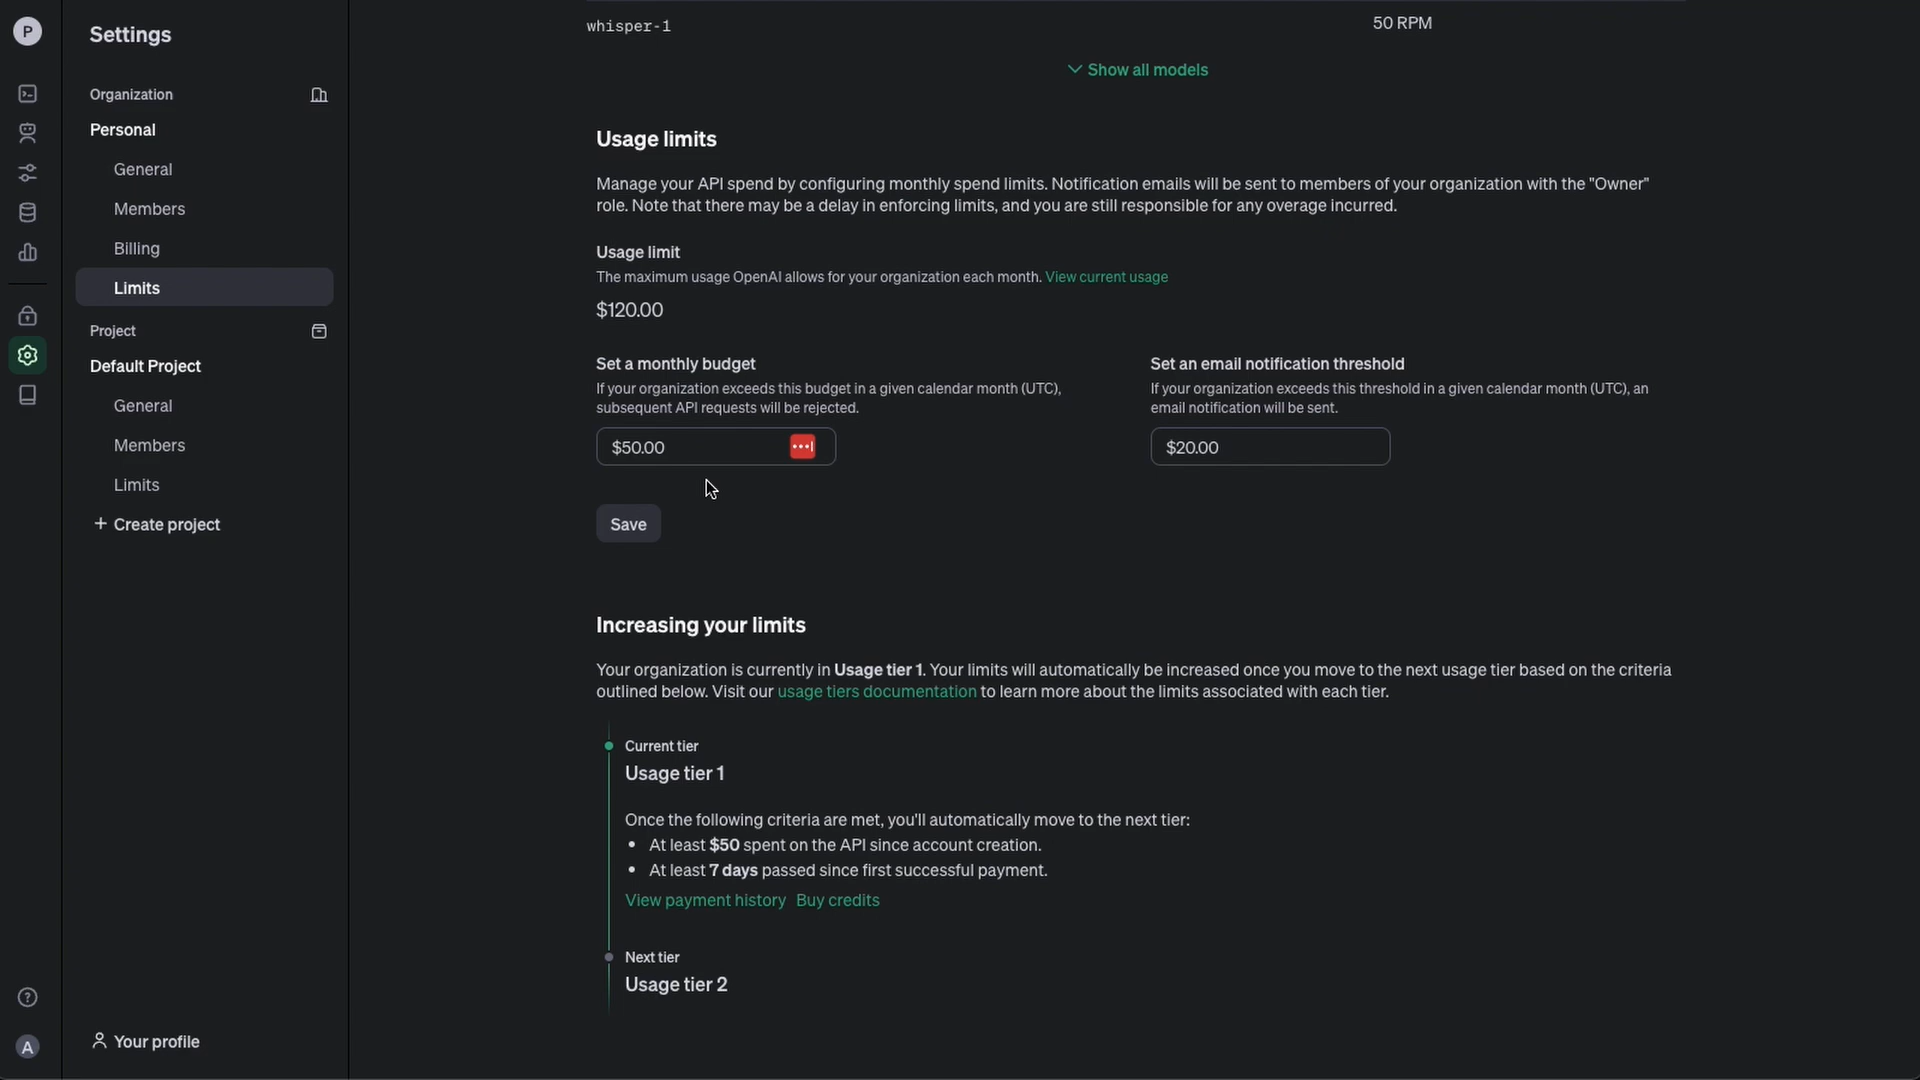 P
Settings
Organization
Personal
General
Members
Billing
Limits
Project
Default Project
General
Members
Limits
+ Create project
Your profile
A
whisper-1
50 RPM
Show all models
Usage limits
Manage your API spend by configuring monthly spend limits. Notification emails will be sent to members of your organization with the "Owner"
role. Note that there may be a delay in enforcing limits, and you are still responsible for any overage incurred.
Usage limit
The maximum usage OpenAI allows for your organization each month. View current usage
$120.00
Set a monthly budget
If your organization exceeds this budget in a given calendar month (UTC),
subsequent API requests will be rejected.
$50.00
Set an email notification threshold
If your organization exceeds this threshold in a given calendar month (UTC), an
email notification will be sent.
$20.00
Save
Increasing your limits
Your organization is currently in Usage tier 1. Your limits will automatically be increased once you move to the next usage tier based on the criteria
outlined below. Visit our usage tiers documentation to learn more about the limits associated with each tier.
Current tier
Usage tier 1
Once the following criteria are met, you'll automatically move to the next tier:
• At least $50 spent on the API since account creation.
• At least 7 days passed since first successful payment.
View payment history Buy credits
Next tier
Usage tier 2